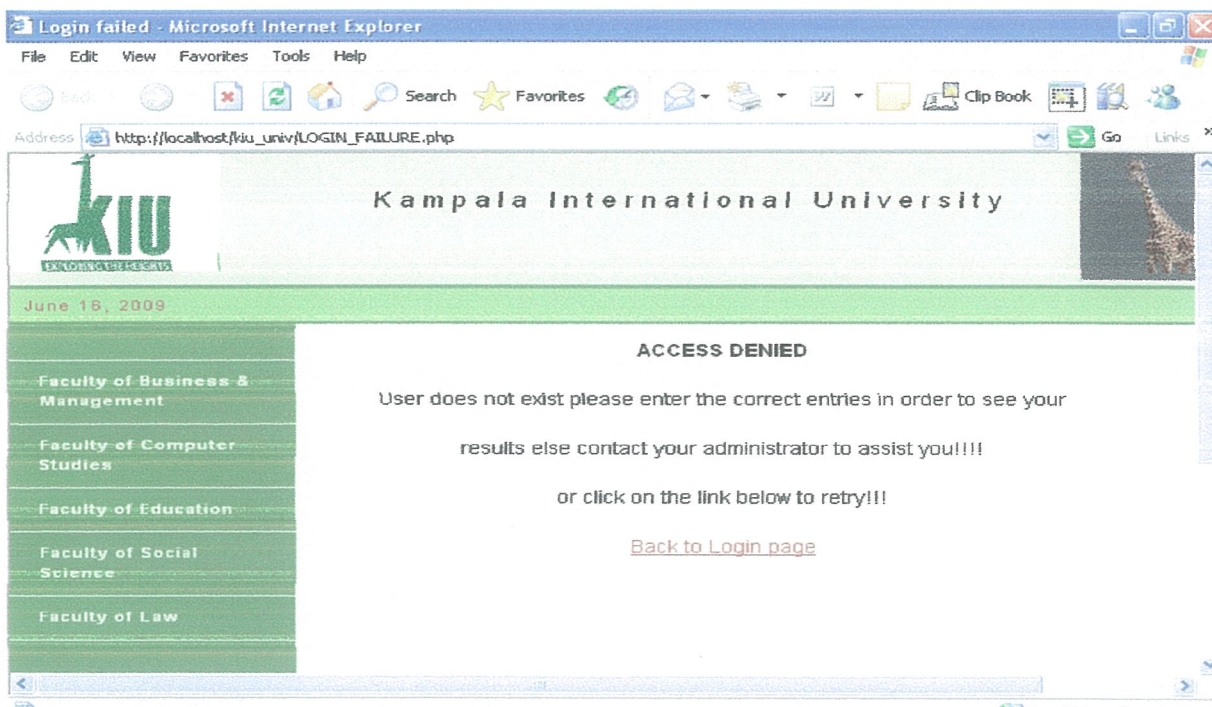 Login failed - Microsoft Internet Explorer
File Edit View Favorites Tools Help
Search Favorites Clip Book
Address http://localhost/kiu_univ/LOGIN_FAILURE.php Go Links »
KIU
EXPLORING THE HEIGHTS
Kampala International University
June 16, 2009
Faculty of Business &
Management
Faculty of Computer
Studies
Faculty of Education
Faculty of Social
Science
Faculty of Law
ACCESS DENIED
User does not exist please enter the correct entries in order to see your
results else contact your administrator to assist you!!!!
or click on the link below to retry!!!
Back to Login page